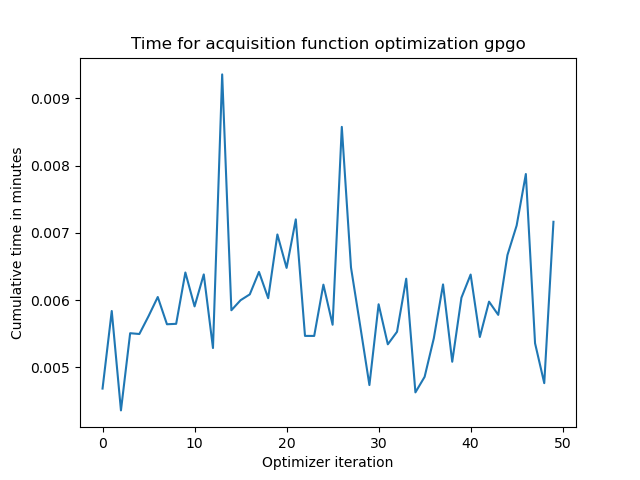 Time for acquisition function optimization gpgo
Cumulative time in minutes
0.009
0.008
0.007
0.006
0.005
0 10 20 30 40 50
Optimizer iteration